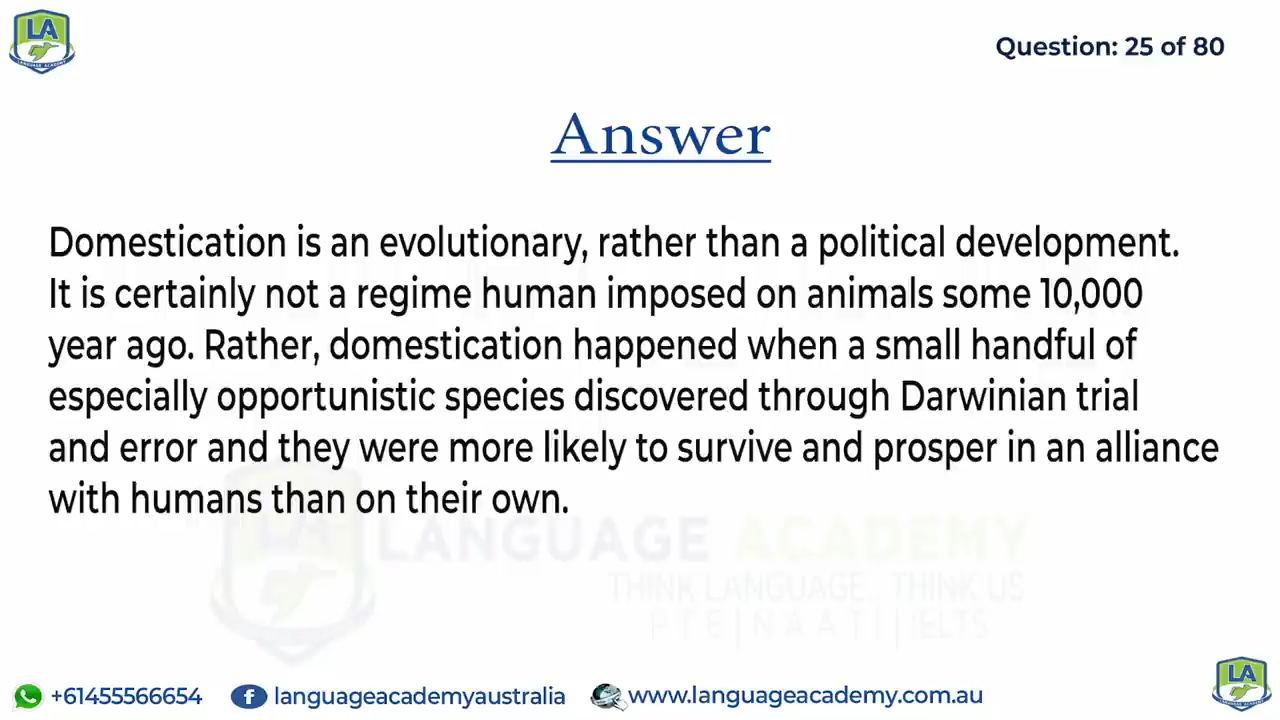 LA
LANGUAGE ACADEMY
Question: 25 of 80
Answer
Domestication is an evolutionary, rather than a political development.
It is certainly not a regime human imposed on animals some 10,000
year ago. Rather, domestication happened when a small handful of
especially opportunistic species discovered through Darwinian trial
and error and they were more likely to survive and prosper in an alliance
with humans than on their own.
LA
LANGUAGE ACADEMY
THINK LANGUAGE.. THINK US
PTE|NAATI||IELTS
+61455566654
languageacademyaustralia
www.languageacademy.com.au
LA